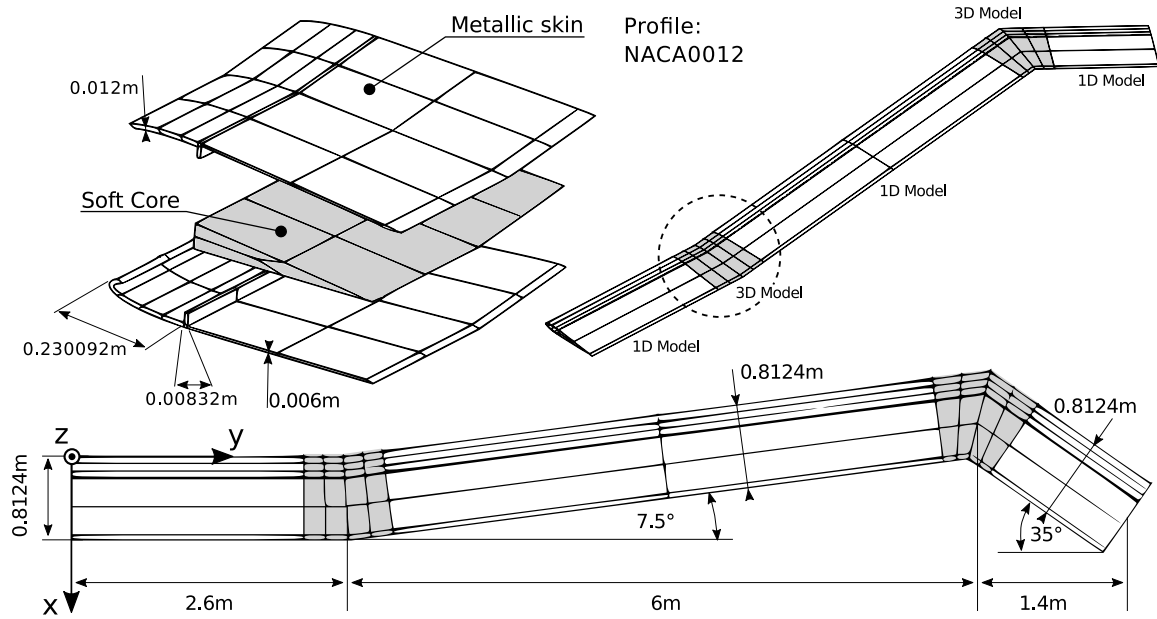 Metallic skin
Profile:
NACA0012
3D Model
1D Model
0.012m
Soft Core
1D Model
3D Model
1D Model
0.230092m
0.00832m
0.006m
0.8124m
0.8124m
z
y
0.8124m
7.5°
35°
x
2.6m
6m
1.4m